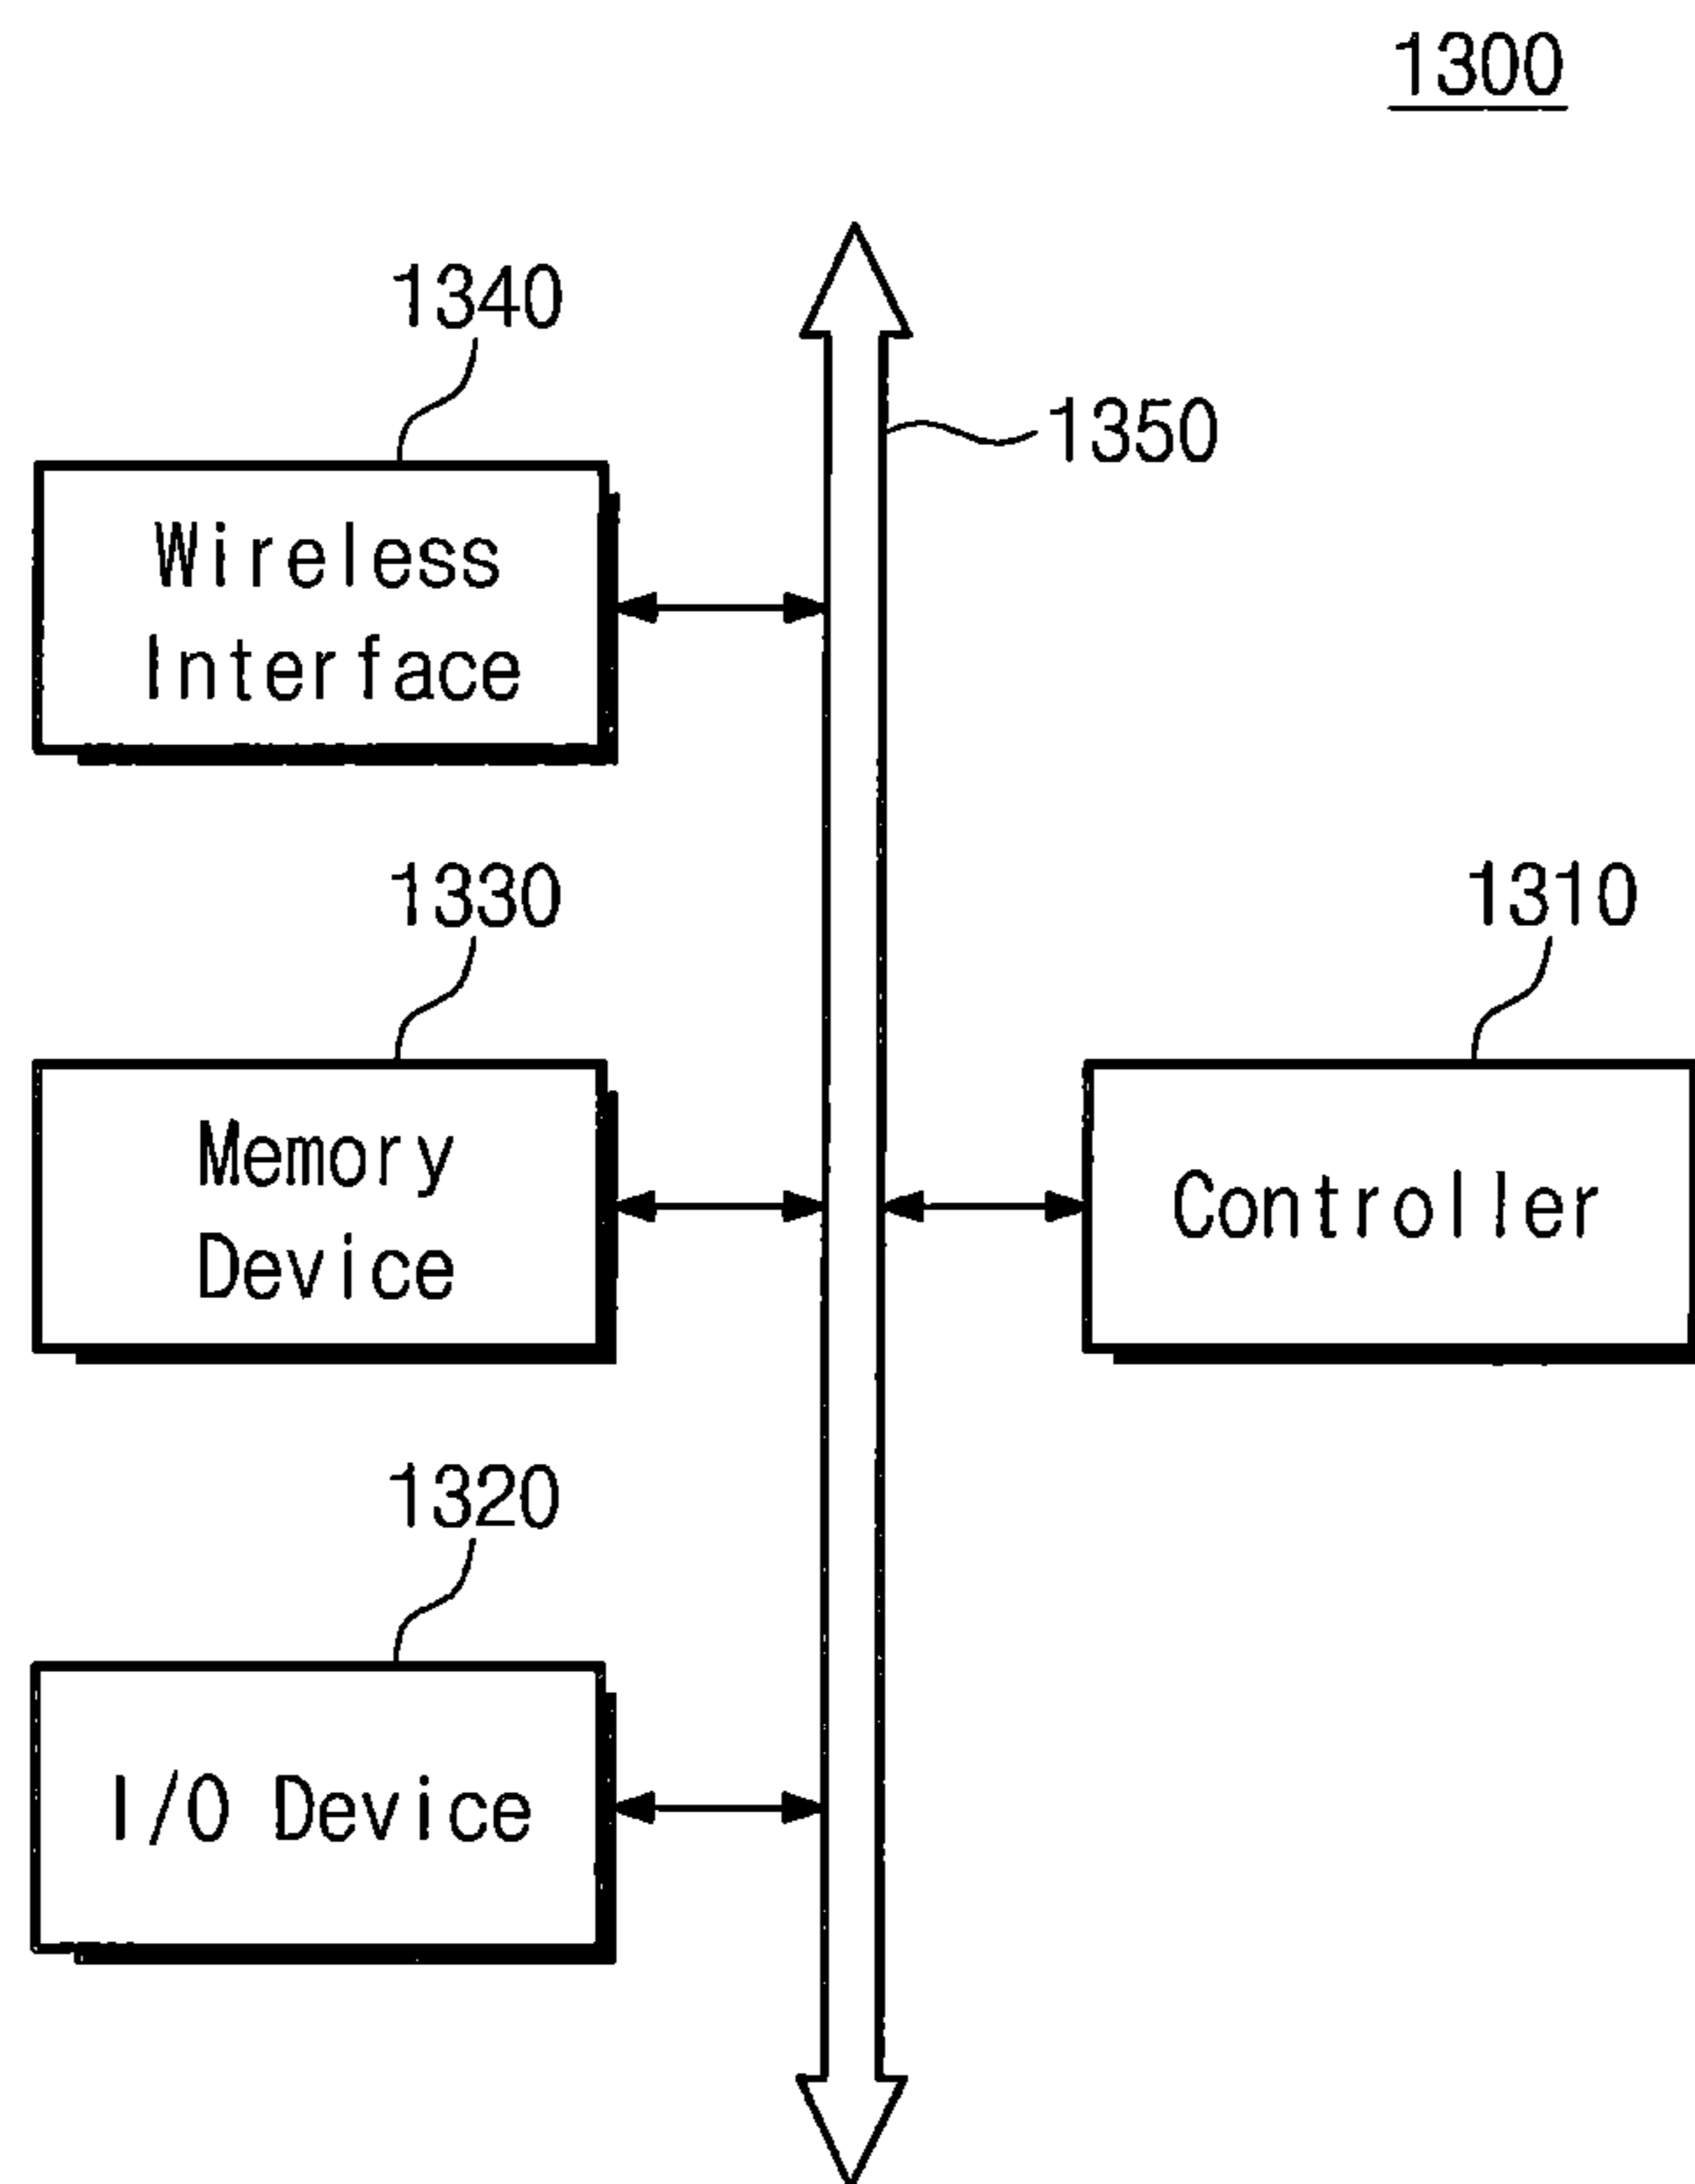 1300
1340
1350
Wireless
Interface
1330
1310
Memory
Device
Controller
1320
I/O Device